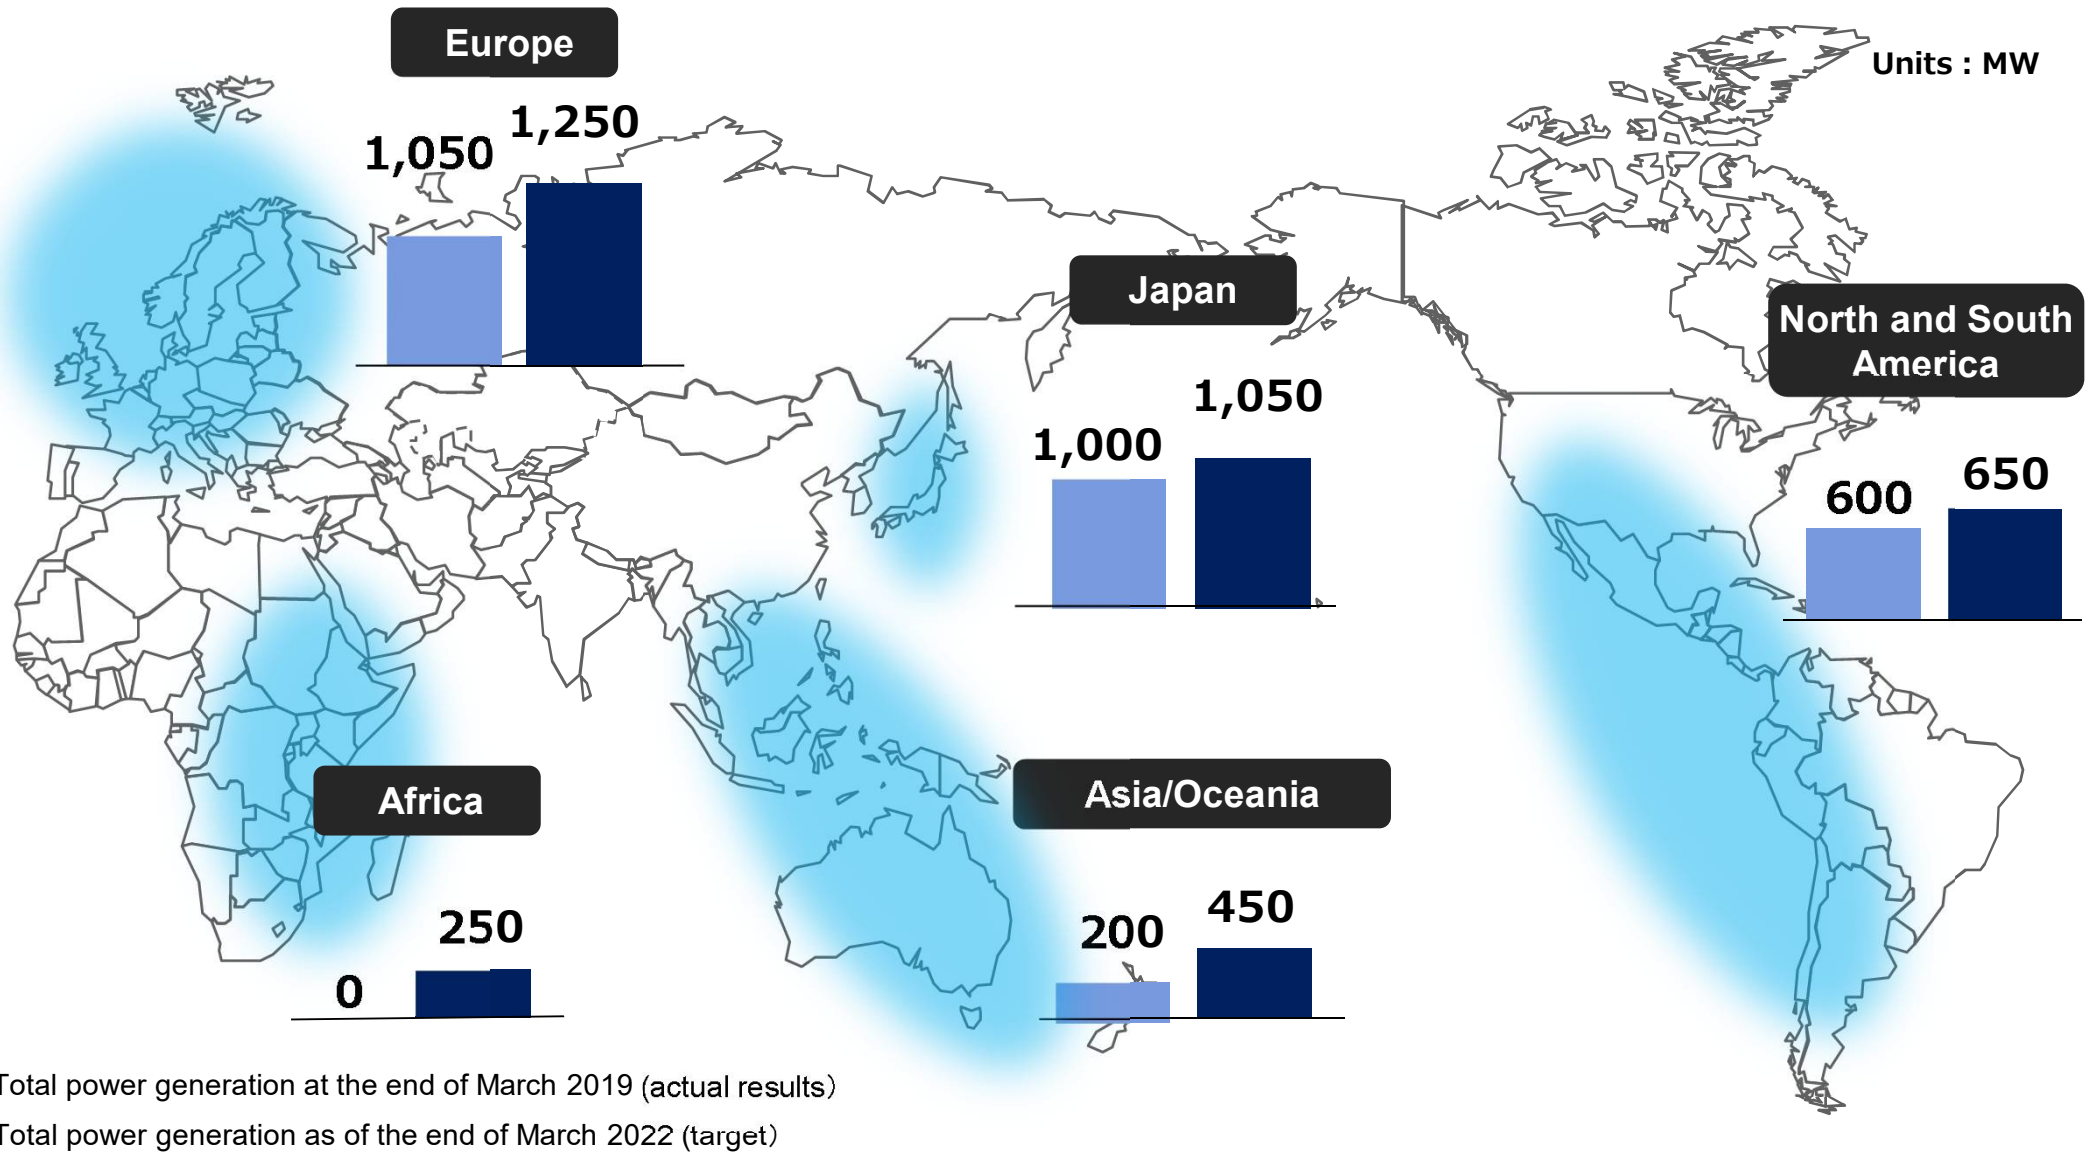 Europe
Units : MW
1,050
1,250
Japan
1,000
1,050
North and South
America
600
650
Africa
0
250
Asia/Oceania
200
450
Total power generation at the end of March 2019 (actual results)
Total power generation as of the end of March 2022 (target)